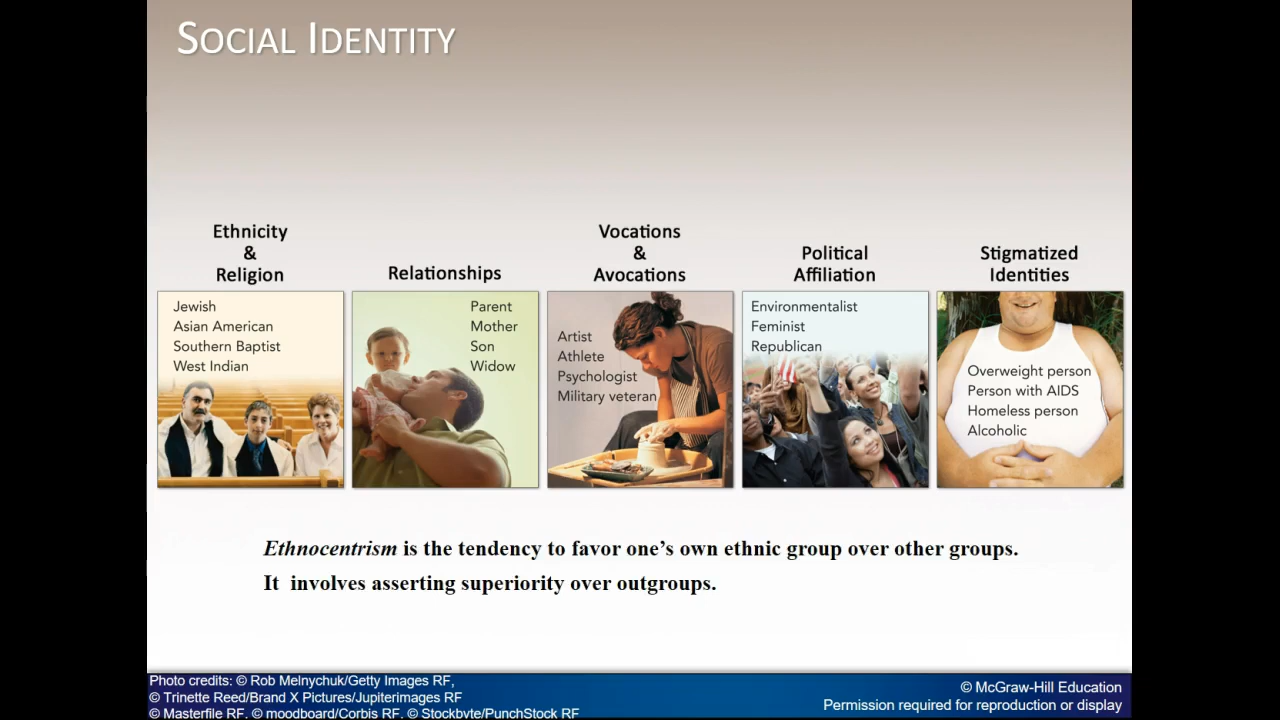 SOCIAL IDENTITY
Ethnicity
&
Religion
Jewish
Asian American
Southern Baptist
West Indian
Relationships
Parent
Mother
Son
Widow
Vocations
&
Avocations
Artist
Athlete
Psychologist
Military veteran
Political
Affiliation
Environmentalist
Feminist
Republican
Stigmatized
Identities
Overweight person
Person with AIDS
Homeless person
Alcoholic
Ethnocentrism is the tendency to favor one’s own ethnic group over other groups.
It  involves asserting superiority over outgroups.
Photo credits: © Rob Melnychuk/Getty Images RF,
© Trinette Reed/Brand X Pictures/Jupiterimages RF
© Masterfile RF, © moodboard/Corbis RF, © Stockbyte/PunchStock RF
© McGraw-Hill Education
Permission required for reproduction or display